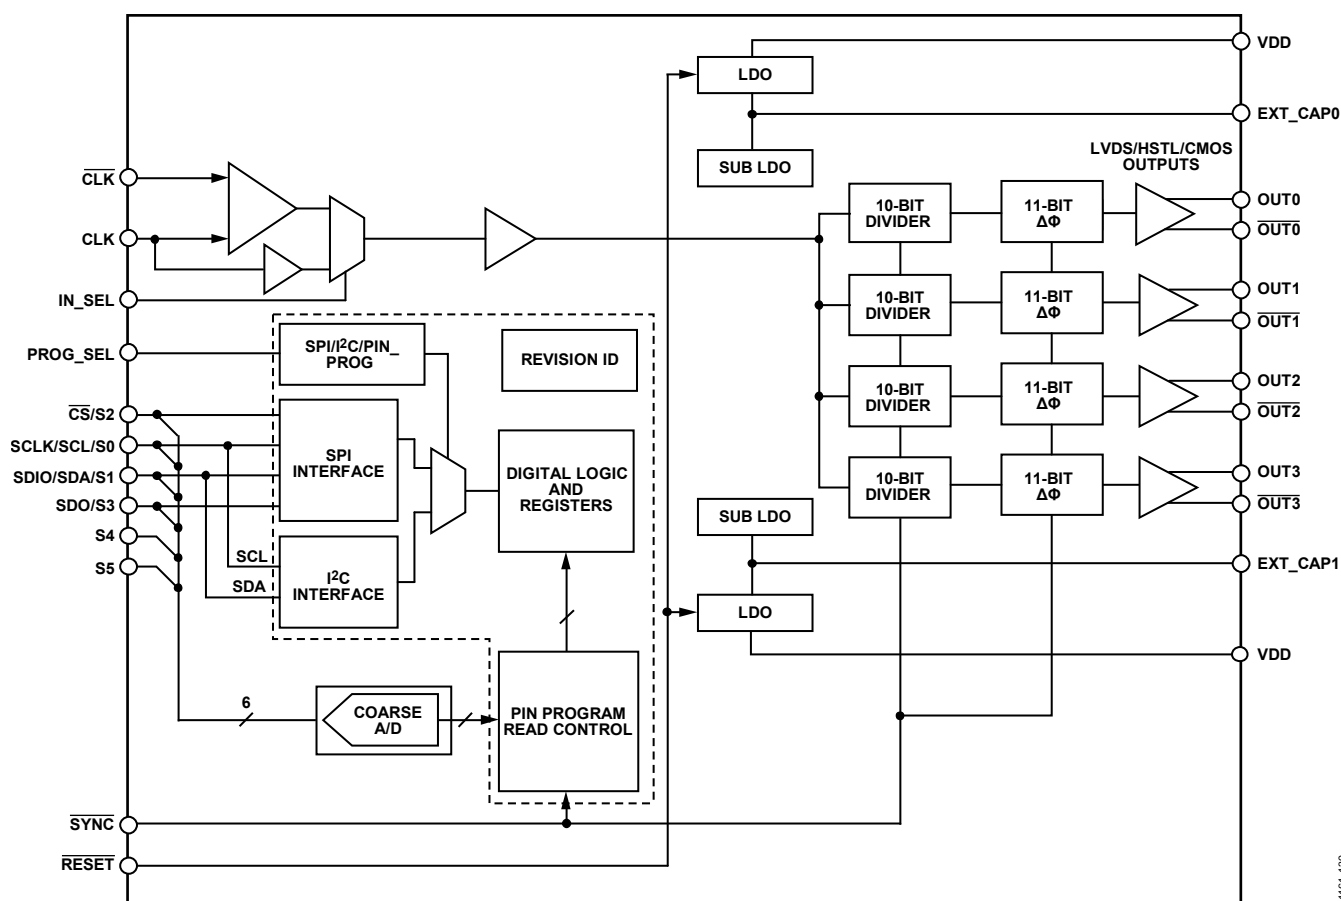 VDD
LDO
EXT_CAP0
SUB LDO
LVDS/HSTL/CMOS
OUTPUTS
CLK
CLK
IN_SEL
PROG_SEL
CS/S2
SCLK/SCL/S0
SDIO/SDA/S1
SDO/S3
S4
S5
SYNC
RESET
10-BIT
DIVIDER
11-BIT
ΔΦ
OUT0
OUT0
10-BIT
DIVIDER
11-BIT
ΔΦ
OUT1
OUT1
10-BIT
DIVIDER
11-BIT
ΔΦ
OUT2
OUT2
10-BIT
DIVIDER
11-BIT
ΔΦ
OUT3
OUT3
SPI/I2C/PIN_
PROG
REVISION ID
SPI
INTERFACE
DIGITAL LOGIC
AND
REGISTERS
SCL
SDA
I2C
INTERFACE
SUB LDO
EXT_CAP1
LDO
VDD
6
COARSE
A/D
PIN PROGRAM
READ CONTROL